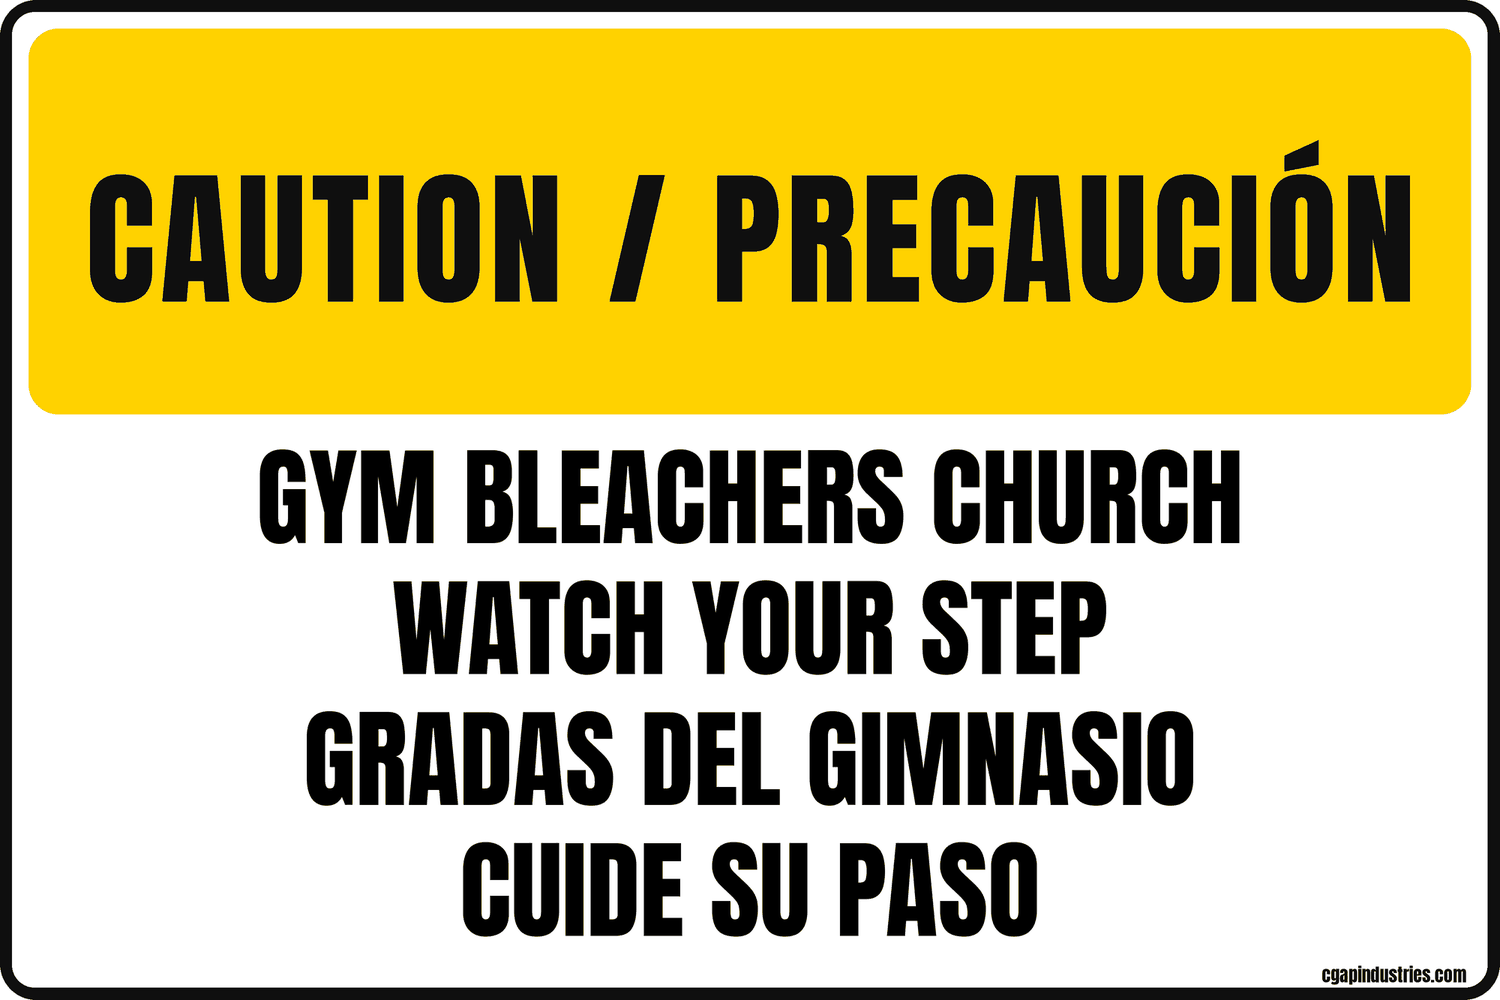 CAUTION / PRECAUCIÓN
GYM BLEACHERS CHURCH
WATCH YOUR STEP
GRADAS DEL GIMNASIO
CUIDE SU PASO
cgapindustries.com